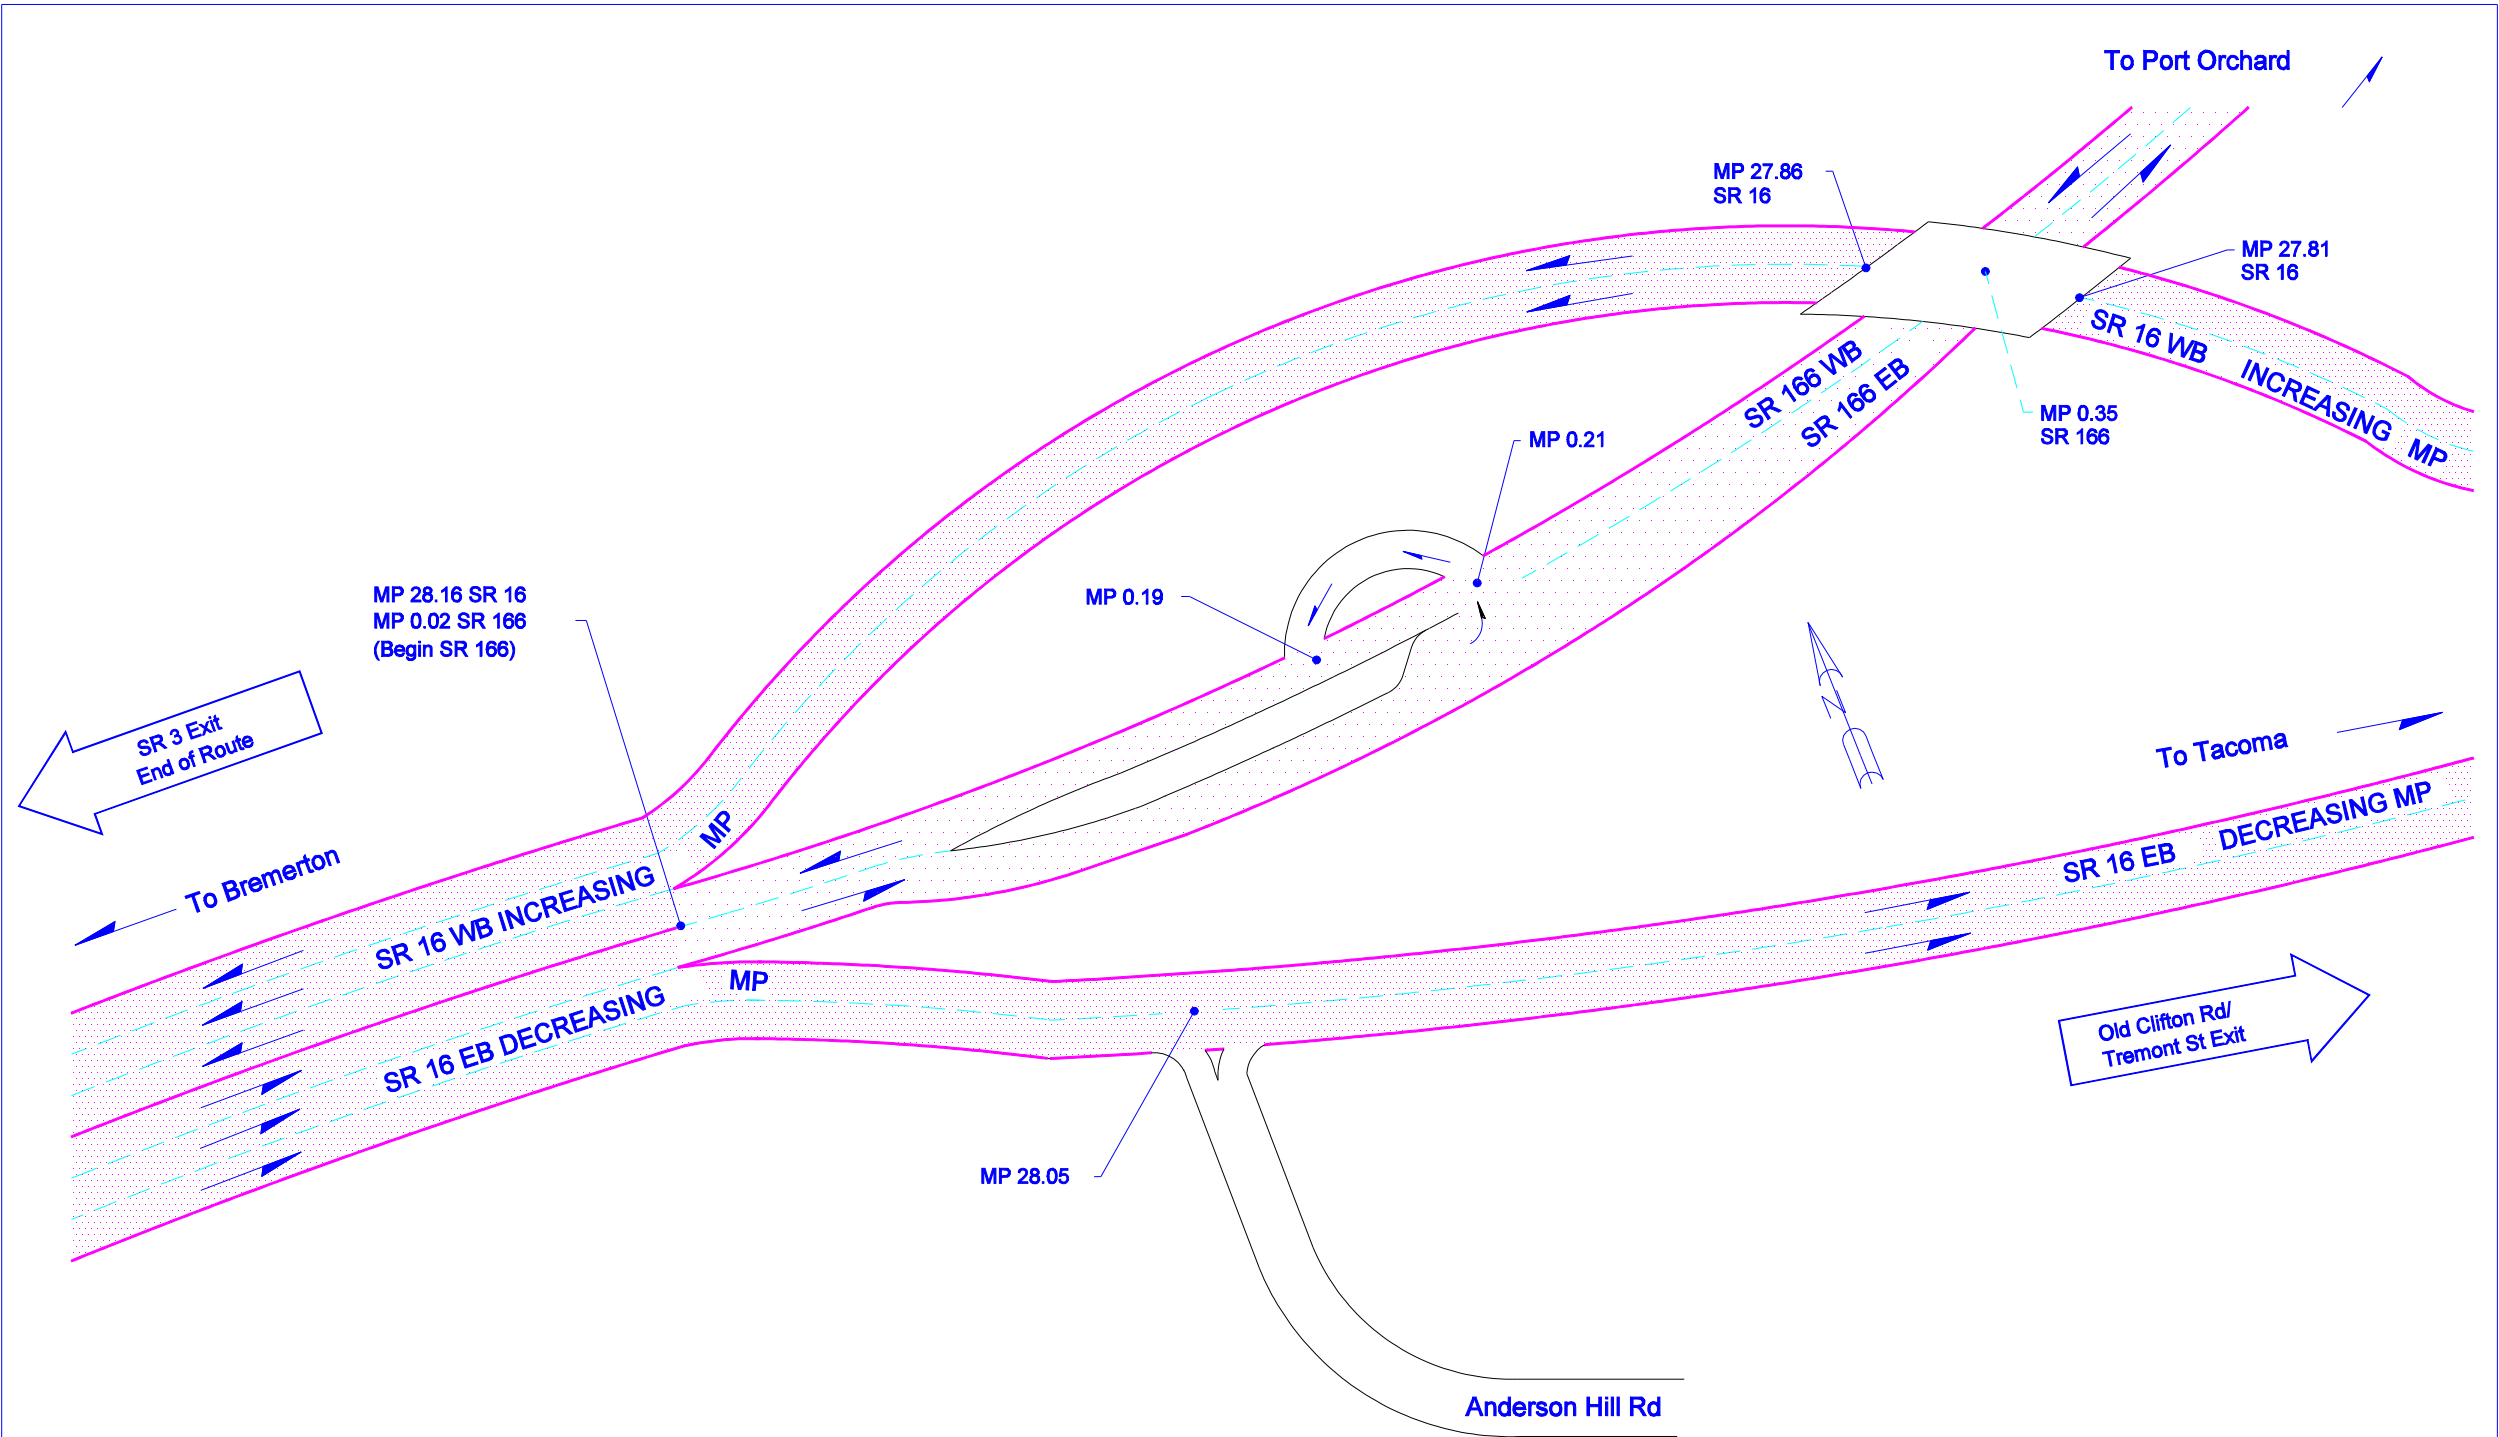 To Port Orchard
MP 27.86
SR 16
MP 27.81
SR 16
SR 16 WB INCREASING MP
SR 166 WB
SR 166 EB
MP 0.35
SR 166
MP 0.21
MP 0.19
MP 28.16 SR 16
MP 0.02 SR 166
(Begin SR 166)
SR 3 Exit
End of Route
To Tacoma
To Bremerton
SR 16 WB INCREASING MP
SR 16 EB DECREASING MP
SR 16 EB DECREASING MP
Old Clifton Rd/
Tremont St Exit
MP 28.05
Anderson Hill Rd